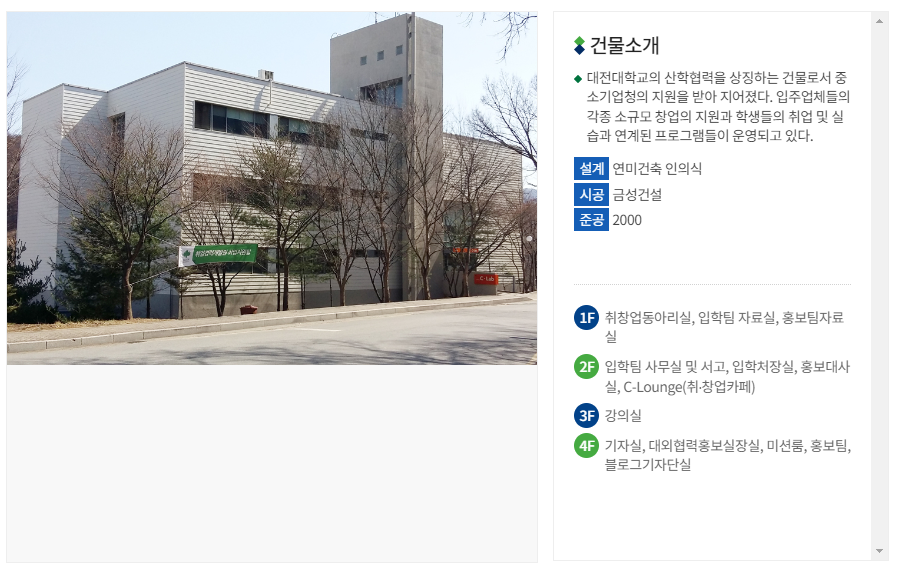 건물소개
대전대학교의 산학협력을 상징하는 건물로서 중
소기업청의 지원을 받아 지어졌다. 입주업체들의
각종 소규모 창업의 지원과 학생들의 취업 및 실
습과 연계된 프로그램들이 운영되고 있다.
설계 연미건축 인의식
시공 금성건설
준공 2000
1F 취창업동아리실, 입학팀 자료실, 홍보팀자료
실
2F 입학팀 사무실 및 서고, 입학처장실, 홍보대사
실, C-Lounge(취·창업카페)
3F 강의실
4F 기자실, 대외협력홍보실장실, 미션룸, 홍보팀,
블로그기자단실
C-Lab